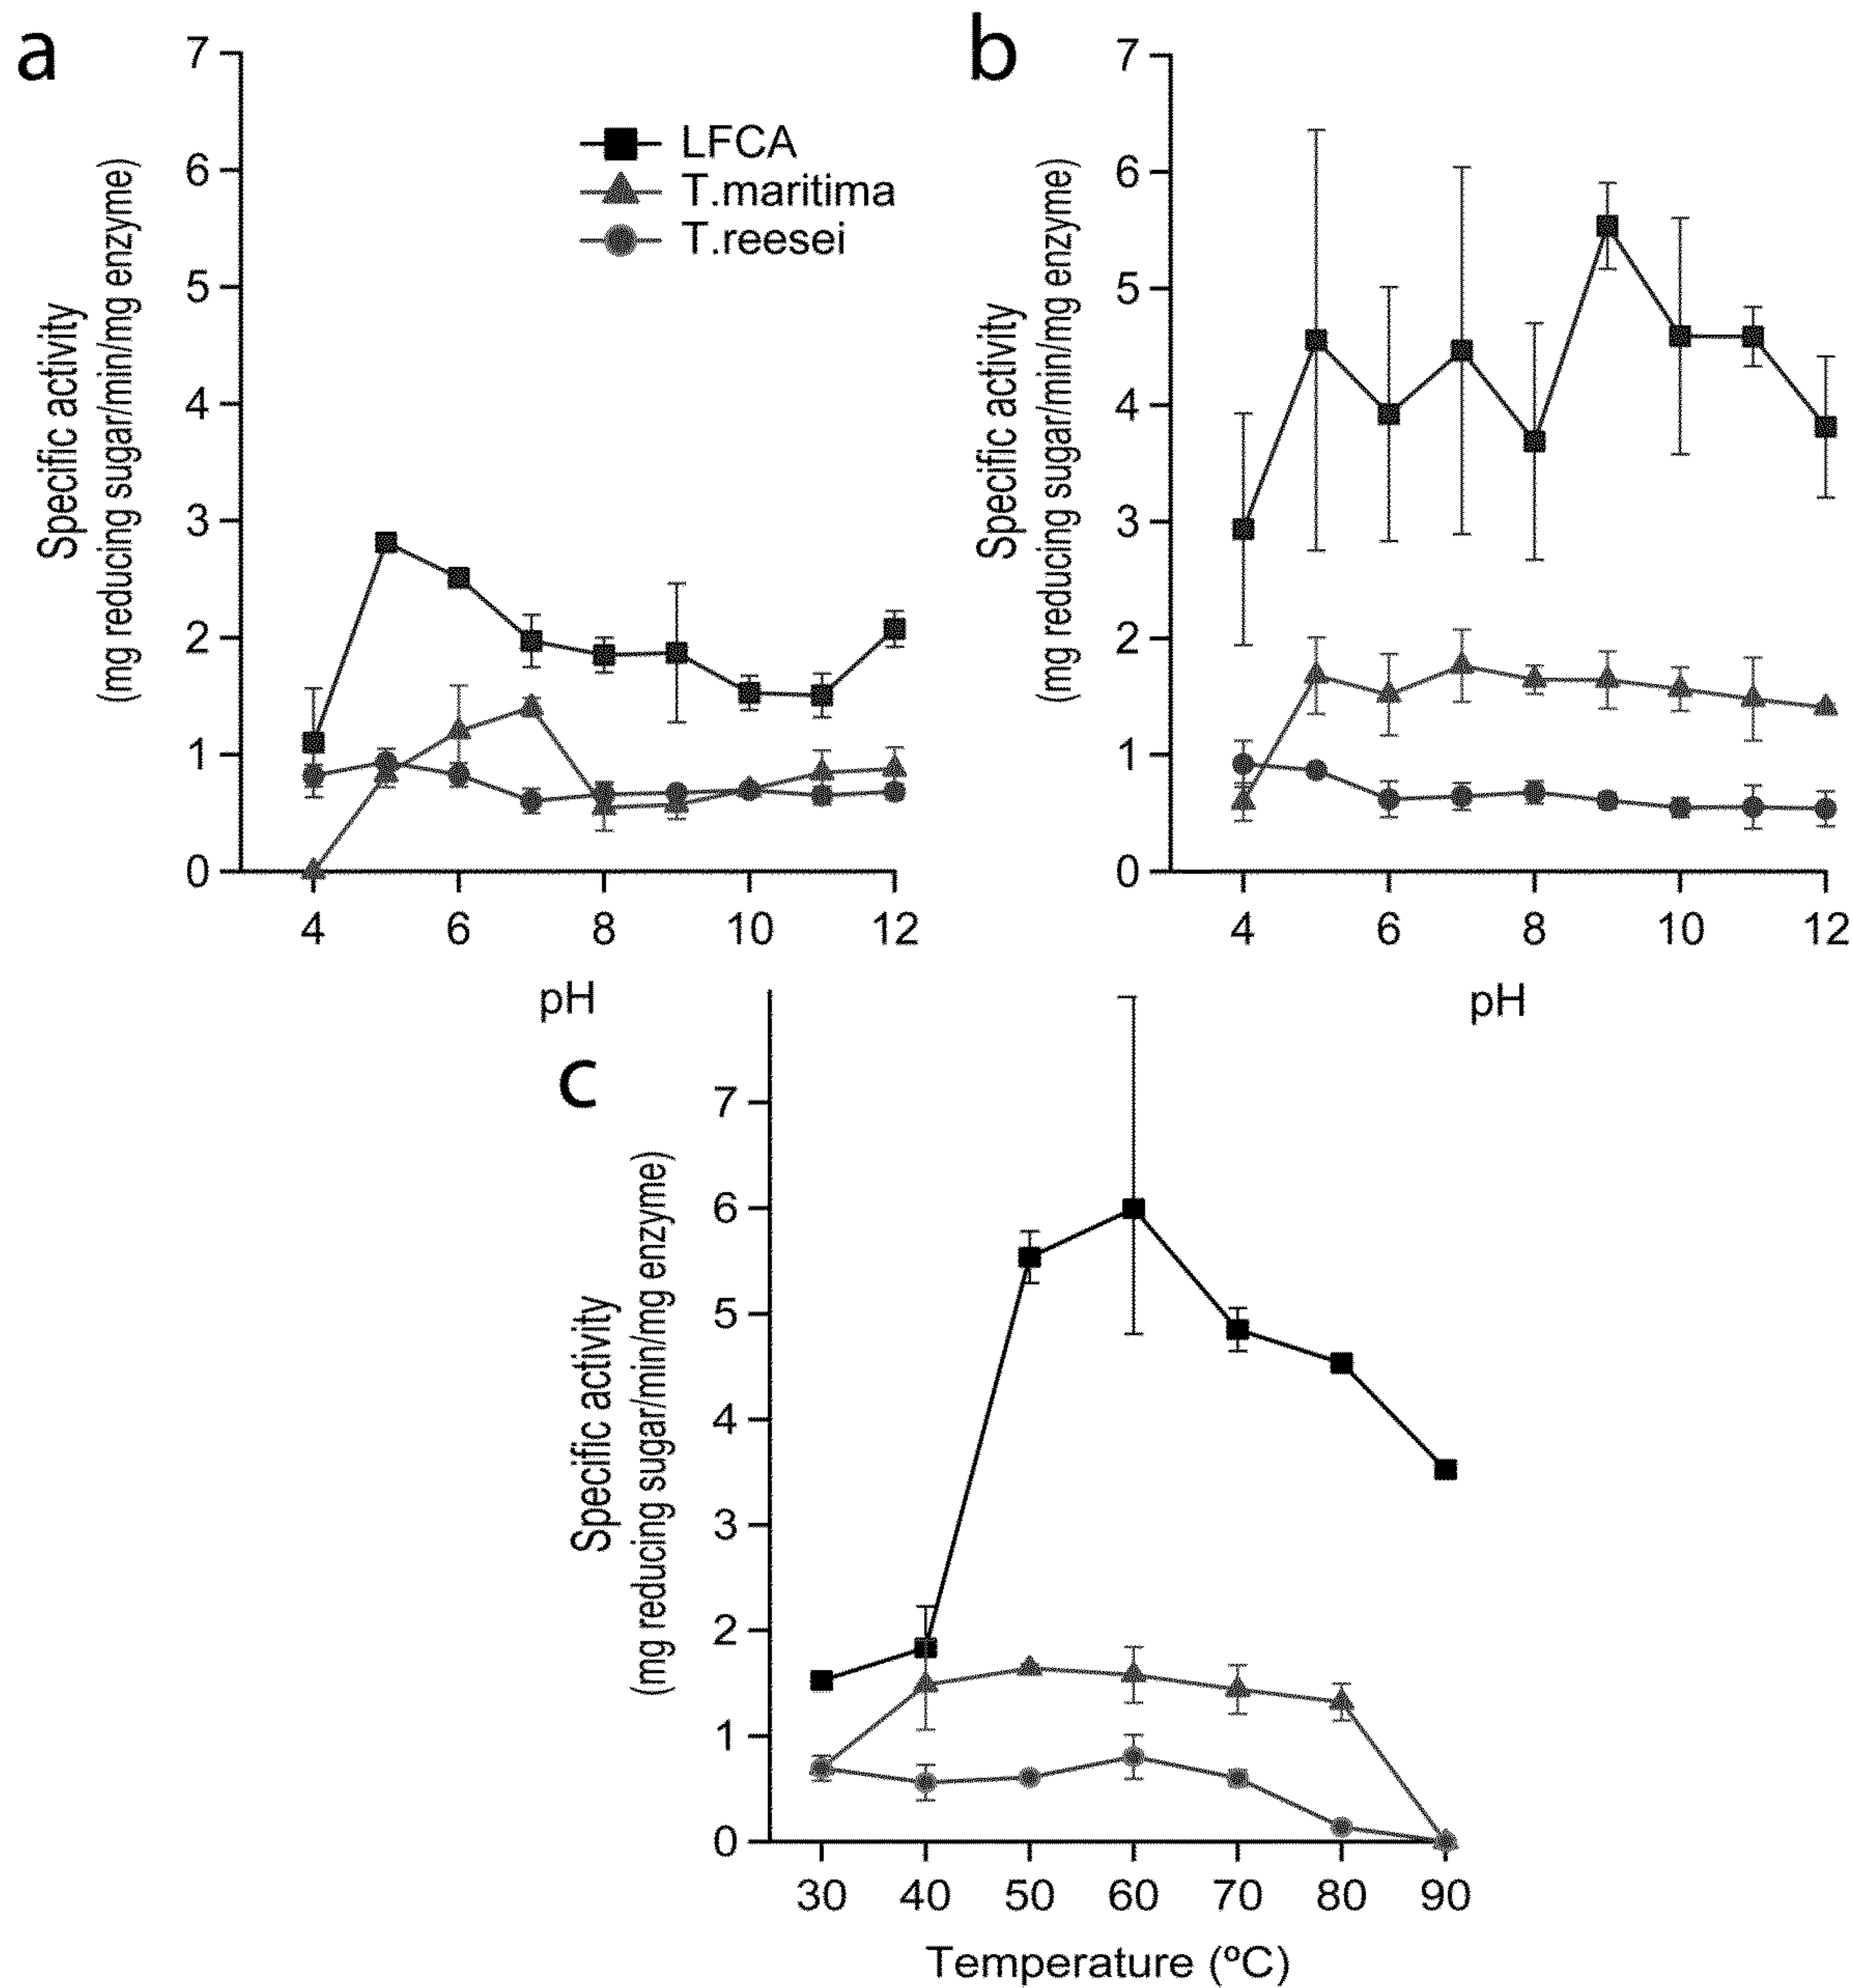 a
7
6
5
4
3
2
1
0
Specific activity
(mg reducing sugar/min/mg enzyme)
LFCA
T.maritima
T.reesei
4 6 8 10 12
pH
b
7
6
5
4
3
2
1
0
Specific activity
(mg reducing sugar/min/mg enzyme)
4 6 8 10 12
pH
c
7
6
5
4
3
2
1
0
Specific activity
(mg reducing sugar/min/mg enzyme)
30 40 50 60 70 80 90
Temperature (ºC)